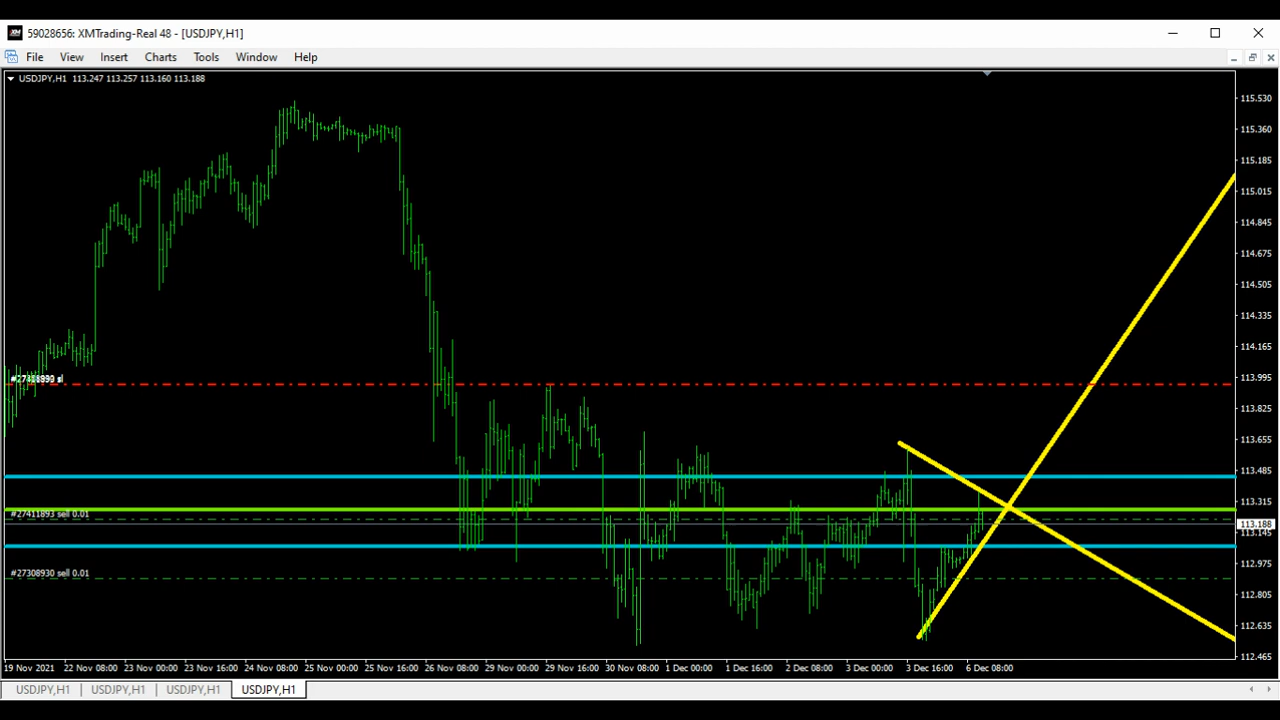 59028656: XMTrading-Real 48 - [USDJPY,H1]
File View Insert Charts Tools Window Help
USDJPY,H1 113.247 113.257 113.160 113.188
115.530
115.360
115.185
115.015
114.845
114.675
114.505
114.335
114.165
113.995
113.825
113.655
113.485
113.315
#27411893 sell 0.01
113.188
113.145
112.975
#27308930 sell 0.01
112.805
112.635
112.465
19 Nov 2021 22 Nov 08:00 23 Nov 00:00 23 Nov 16:00 24 Nov 08:00 25 Nov 00:00 25 Nov 16:00 26 Nov 08:00 29 Nov 00:00 29 Nov 16:00 30 Nov 08:00 1 Dec 00:00 1 Dec 16:00 2 Dec 08:00 3 Dec 00:00 3 Dec 16:00 6 Dec 08:00
USDJPY,H1 USDJPY,H1 USDJPY,H1 USDJPY,H1